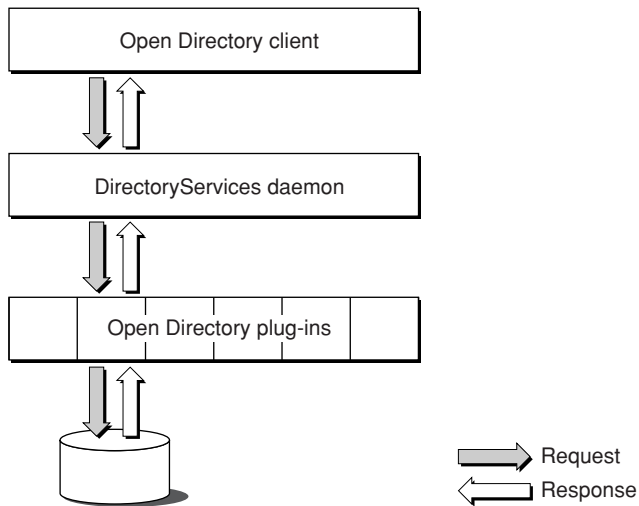 Open Directory client
DirectoryServices daemon
Open Directory plug-ins
Request
Response